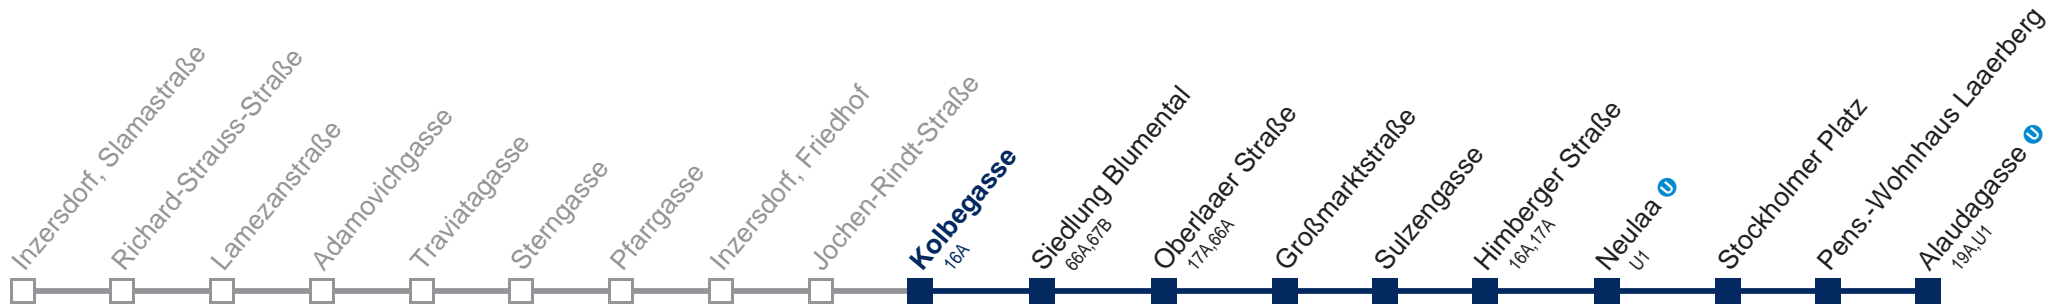 Inzersdorf, Slamastraße
Richard-Strauss-Straße
Lamezanstraße
Adamovichgasse
Traviatagasse
Sterngasse
Pfarrgasse
Inzersdorf, Friedhof
Jochen-Rindt-Straße
Kolbegasse
16A
Siedlung Blumental
66A,67B
Oberlaaer Straße
17A,66A
Großmarktstraße
Sulzengasse
Himberger Straße
16A,17A
Neulaa U
U1
Stockholmer Platz
Pens.-Wohnhaus Laaerberg
Alaudagasse U
19A,U1